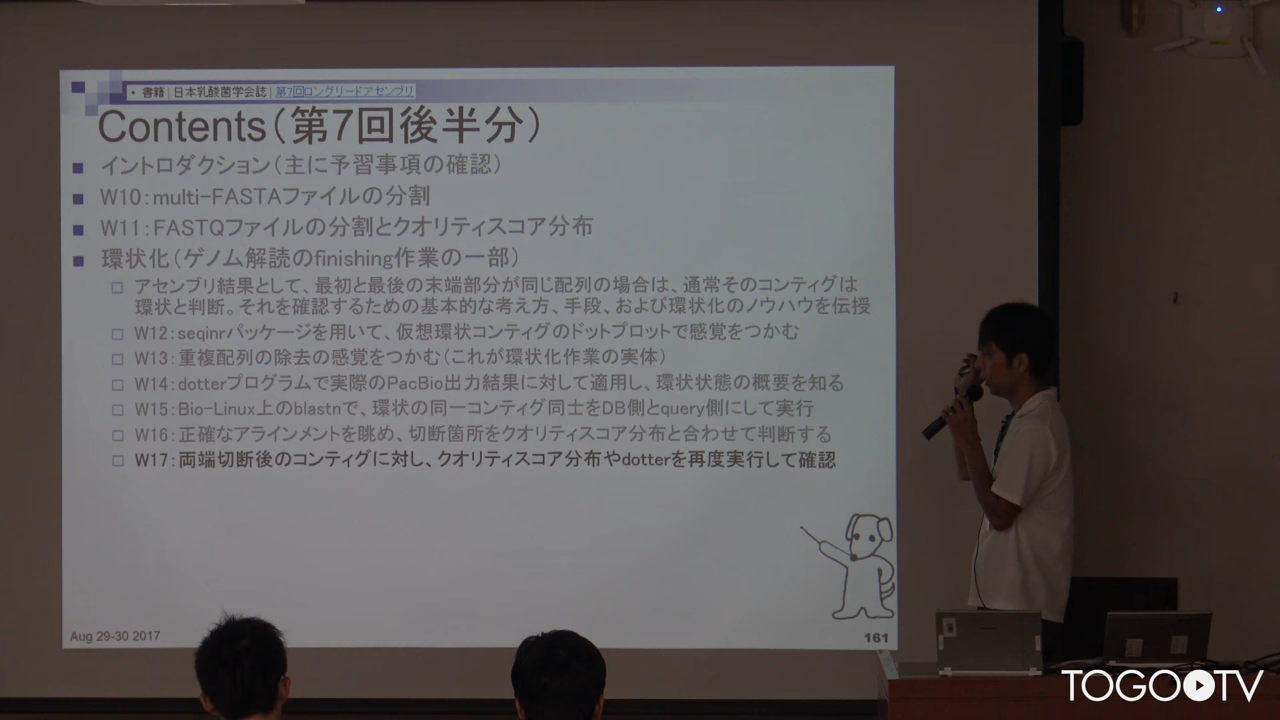 ・ 書籍 | 日本乳酸菌学会誌 | 第7回ロングリードアセンブリ
Contents（第7回後半分）
イントロダクション（主に予習事項の確認）
W10：multi-FASTAファイルの分割
W11：FASTQファイルの分割とクオリティスコア分布
環状化（ゲノム解読のfinishing作業の一部）
アセンブリ結果として、最初と最後の末端部分が同じ配列の場合は、通常そのコンティグは
環状と判断。それを確認するための基本的な考え方、手段、および環状化のノウハウを伝授
W12：seqinrパッケージを用いて、仮想環状コンティグのドットプロットで感覚をつかむ
W13：重複配列の除去の感覚をつかむ（これが環状化作業の実体）
W14：dotterプログラムで実際のPacBio出力結果に対して適用し、環状状態の概要を知る
W15：Bio-Linux上のblastnで、環状の同一コンティグ同士をDB側とquery側にして実行
W16：正確なアラインメントを眺め、切断箇所をクオリティスコア分布と合わせて判断する
W17：両端切断後のコンティグに対し、クオリティスコア分布やdotterを再度実行して確認
Aug 29-30 2017
161
TOGOTV